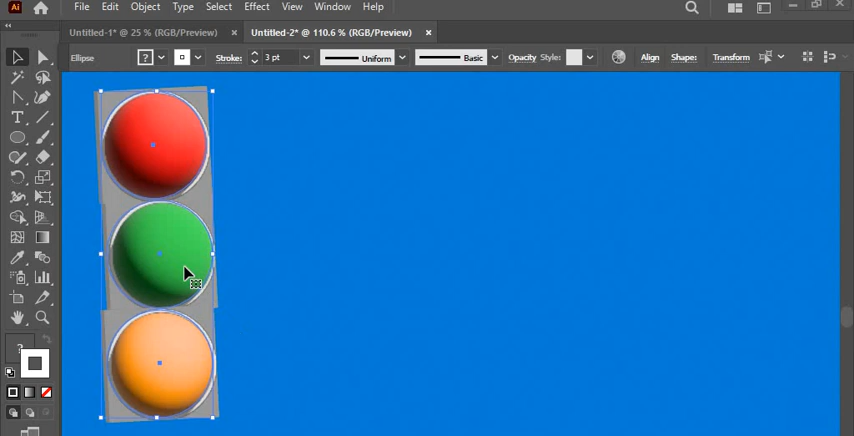 Ai File Edit Object Type Select Effect View Window Help
Untitled-1* @ 25 % (RGB/Preview) × Untitled-2* @ 110.6 % (RGB/Preview) ×
Ellipse ? Stroke: 3 pt Uniform Basic Opacity Style: Align Shape: Transform
T
?